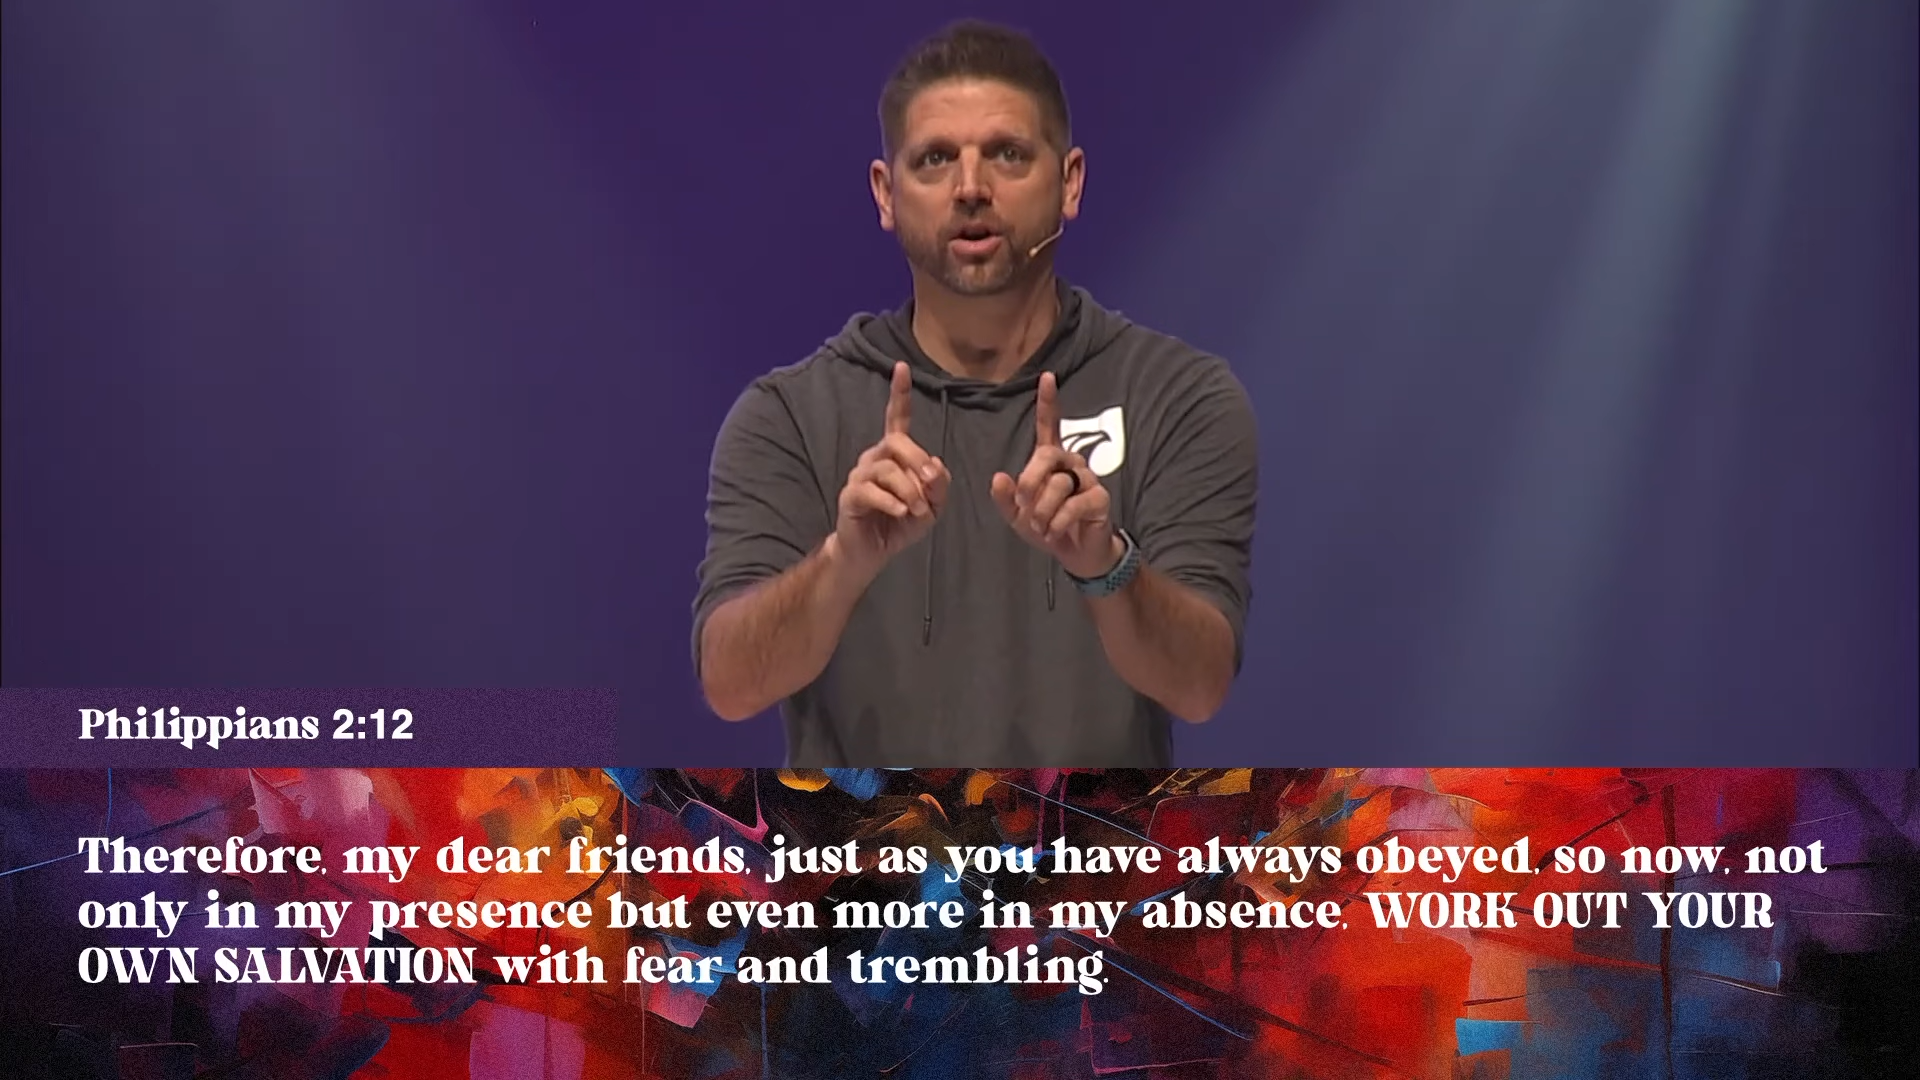 Philippians 2:12
Therefore, my dear friends, just as you have always obeyed, so now, not
only in my presence but even more in my absence, WORK OUT YOUR
OWN SALVATION with fear and trembling.